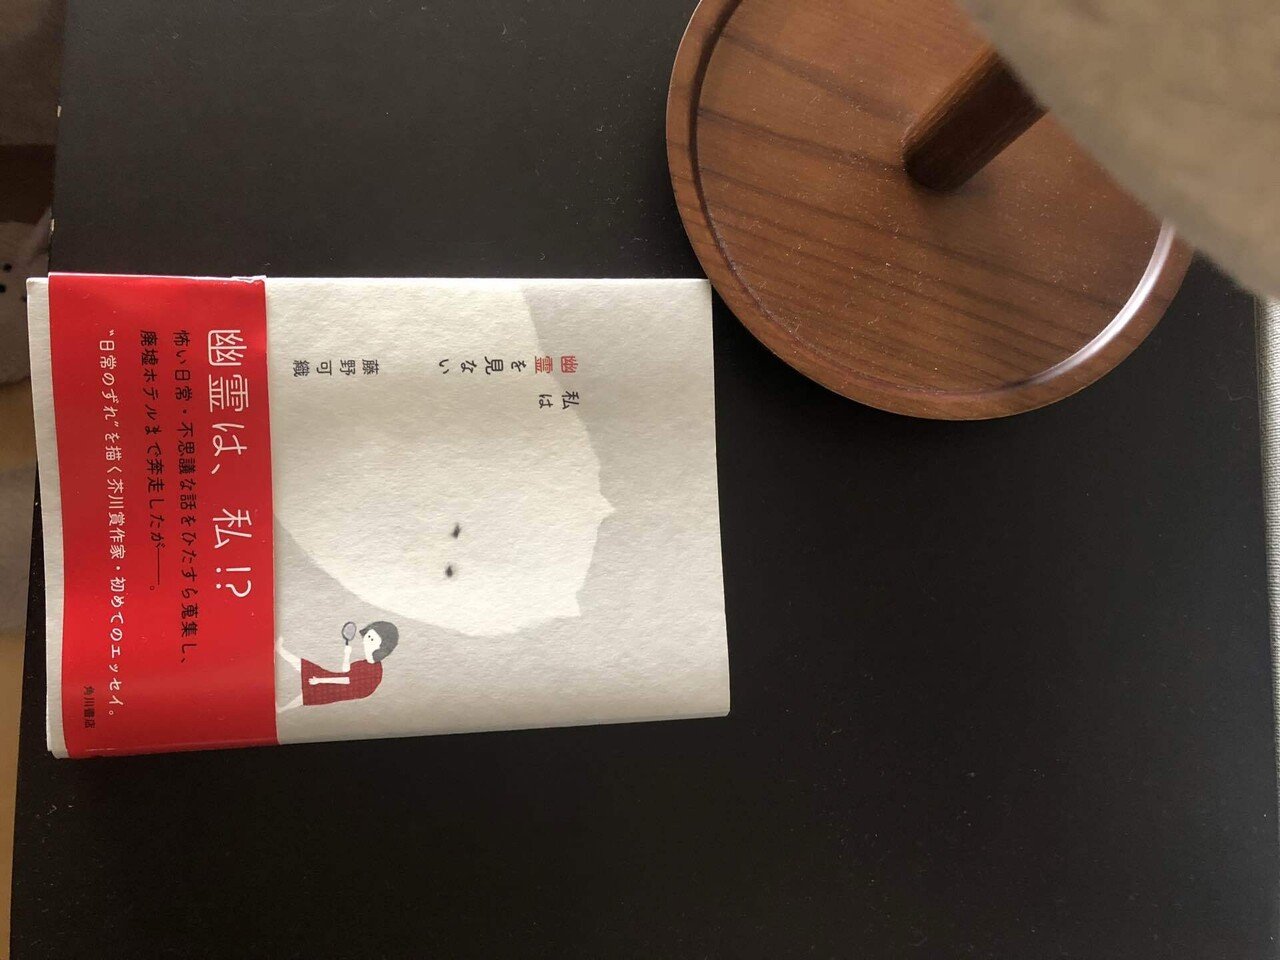 私は
幽霊を見ない
藤野可織
幽霊は、私!?
怖い日常・不思議な話をひたすら蒐集し、
廃墟ホテルまで奔走したが――。
“日常のずれ”を描く芥川賞作家・初めてのエッセイ。
角川書店